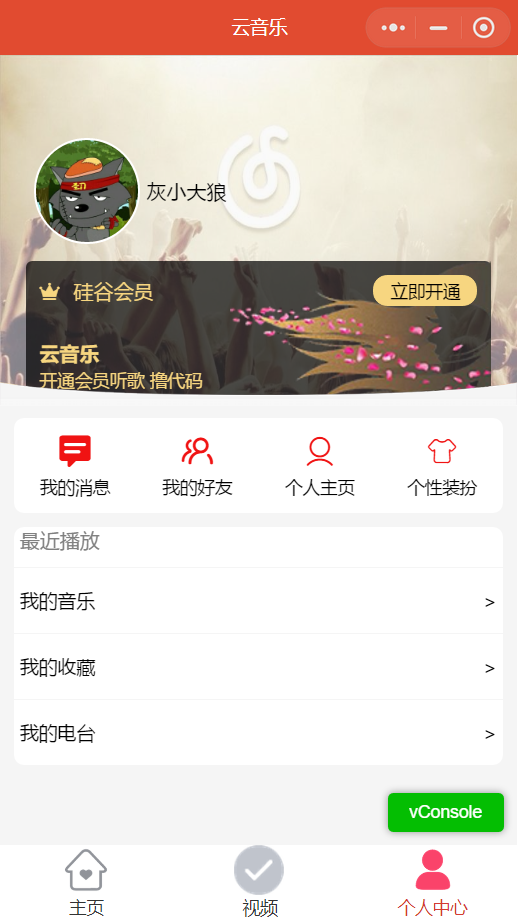 云音乐
灰小大狼
硅谷会员
立即开通
云音乐
开通会员听歌 撸代码
我的消息
我的好友
个人主页
个性装扮
最近播放
我的音乐 >
我的收藏 >
我的电台 >
vConsole
主页
视频
个人中心